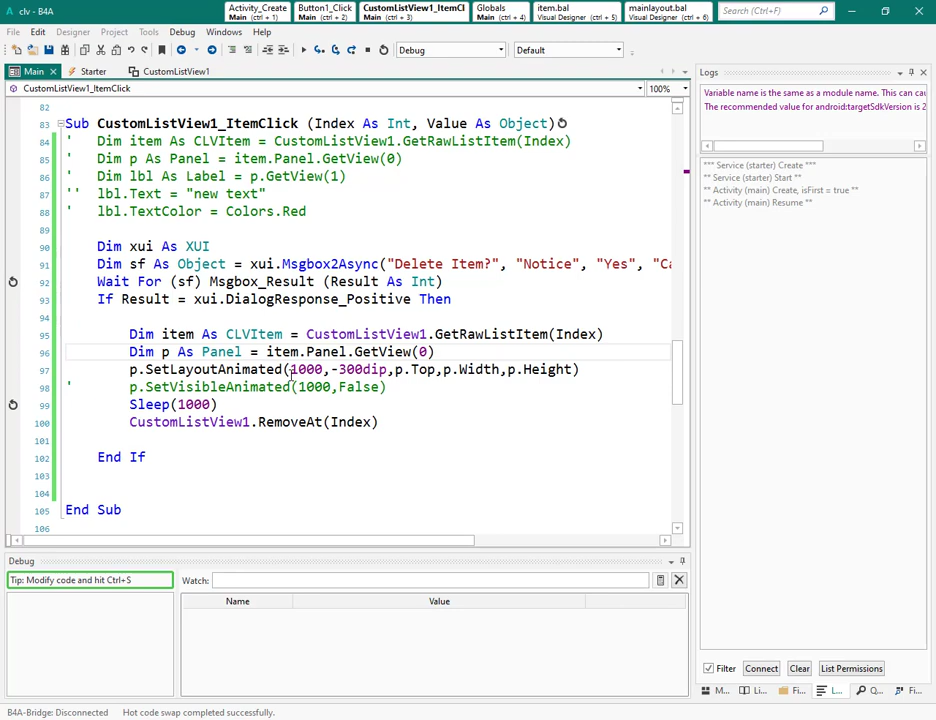 clv - B4A
Activity_Create
Main (ctrl + 1)
Button1_Click
Main (ctrl + 2)
CustomListView1_ItemCl
Main (ctrl + 3)
Globals
Main (ctrl + 4)
item.bal
Visual Designer (ctrl + 5)
mainlayout.bal
Visual Designer (ctrl + 6)
Search (Ctrl+F)
File Edit Designer Project Tools Debug Windows Help
Debug
Default
Main
Starter
CustomListView1
CustomListView1_ItemClick
100%
82
83 Sub CustomListView1_ItemClick (Index As Int, Value As Object)
84 ' Dim item As CLVItem = CustomListView1.GetRawListItem(Index)
85 ' Dim p As Panel = item.Panel.GetView(0)
86 ' Dim lbl As Label = p.GetView(1)
87 '' lbl.Text = "new text"
88 ' lbl.TextColor = Colors.Red
89
90 Dim xui As XUI
91 Dim sf As Object = xui.Msgbox2Async("Delete Item?", "Notice", "Yes", "Ca
92 Wait For (sf) Msgbox_Result (Result As Int)
93 If Result = xui.DialogResponse_Positive Then
94
95 Dim item As CLVItem = CustomListView1.GetRawListItem(Index)
96 Dim p As Panel = item.Panel.GetView(0)
97 p.SetLayoutAnimated(1000,-300dip,p.Top,p.Width,p.Height)
98 ' p.SetVisibleAnimated(1000,False)
99 Sleep(1000)
100 CustomListView1.RemoveAt(Index)
101
102 End If
103
104
105 End Sub
106
Logs
Variable name is the same as a module name. This can cau
The recommended value for android:targetSdkVersion is 2
*** Service (starter) Create ***
** Service (starter) Start **
** Activity (main) Create, isFirst = true **
** Activity (main) Resume **
Debug
Tip: Modify code and hit Ctrl+S
Watch:
Name Value
Filter Connect Clear List Permissions
M... Li... Fi... L... Q... Fi...
B4A-Bridge: Disconnected Hot code swap completed successfully.